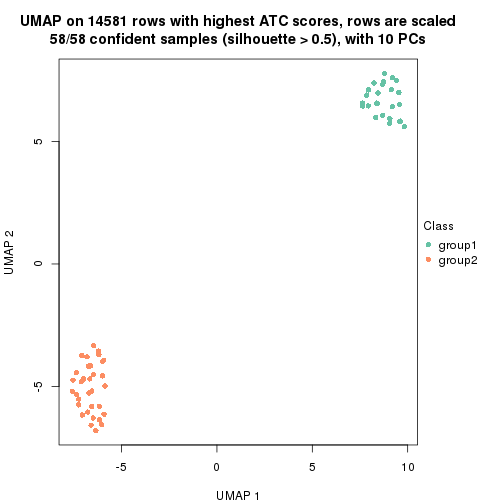 UMAP on 14581 rows with highest ATC scores, rows are scaled
58/58 confident samples (silhouette > 0.5), with 10 PCs
5
0
-5
UMAP 2
Class
group1
group2
-5 0 5 10
UMAP 1